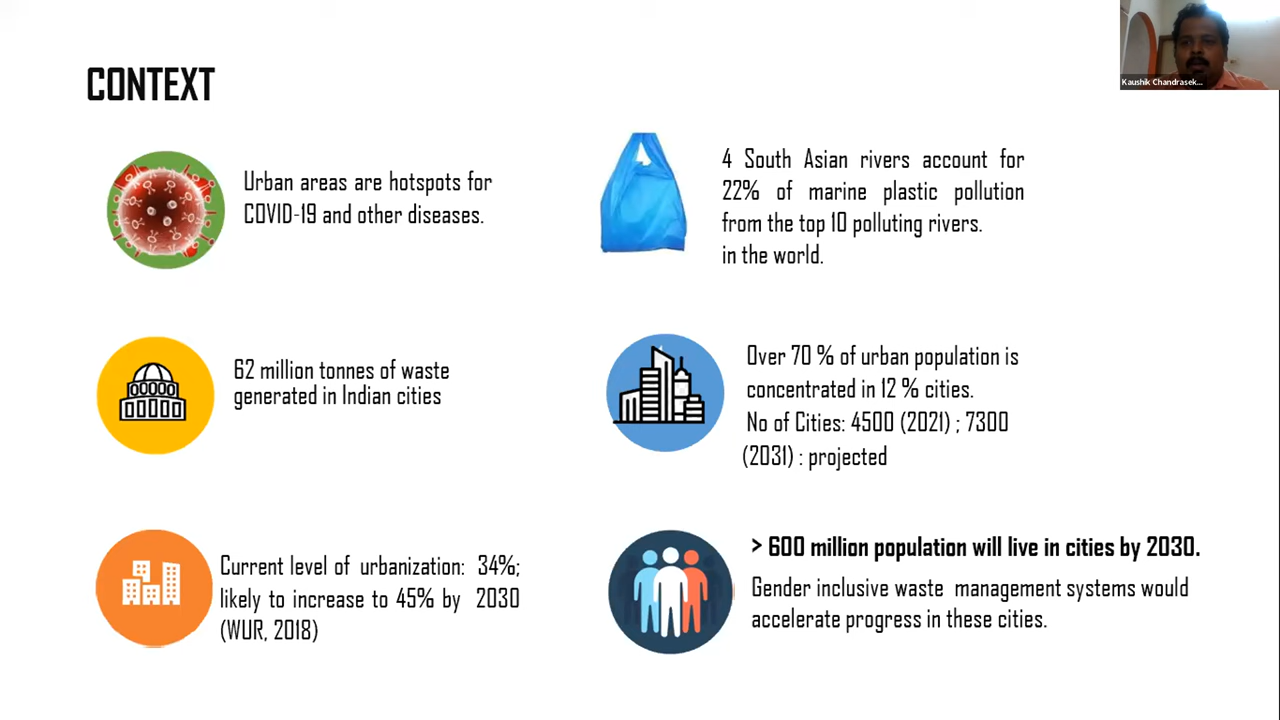 CONTEXT
Kaushik Chandrasek...
Urban areas are hotspots for
COVID-19 and other diseases.
4 South Asian rivers account for
22% of marine plastic pollution
from the top 10 polluting rivers.
in the world.
62 million tonnes of waste
generated in Indian cities
Over 70 % of urban population is
concentrated in 12 % cities.
No of Cities: 4500 (2021) ; 7300
(2031) : projected
Current level of urbanization: 34%;
likely to increase to 45% by 2030
(WUR, 2018)
> 600 million population will live in cities by 2030.
Gender inclusive waste management systems would
accelerate progress in these cities.